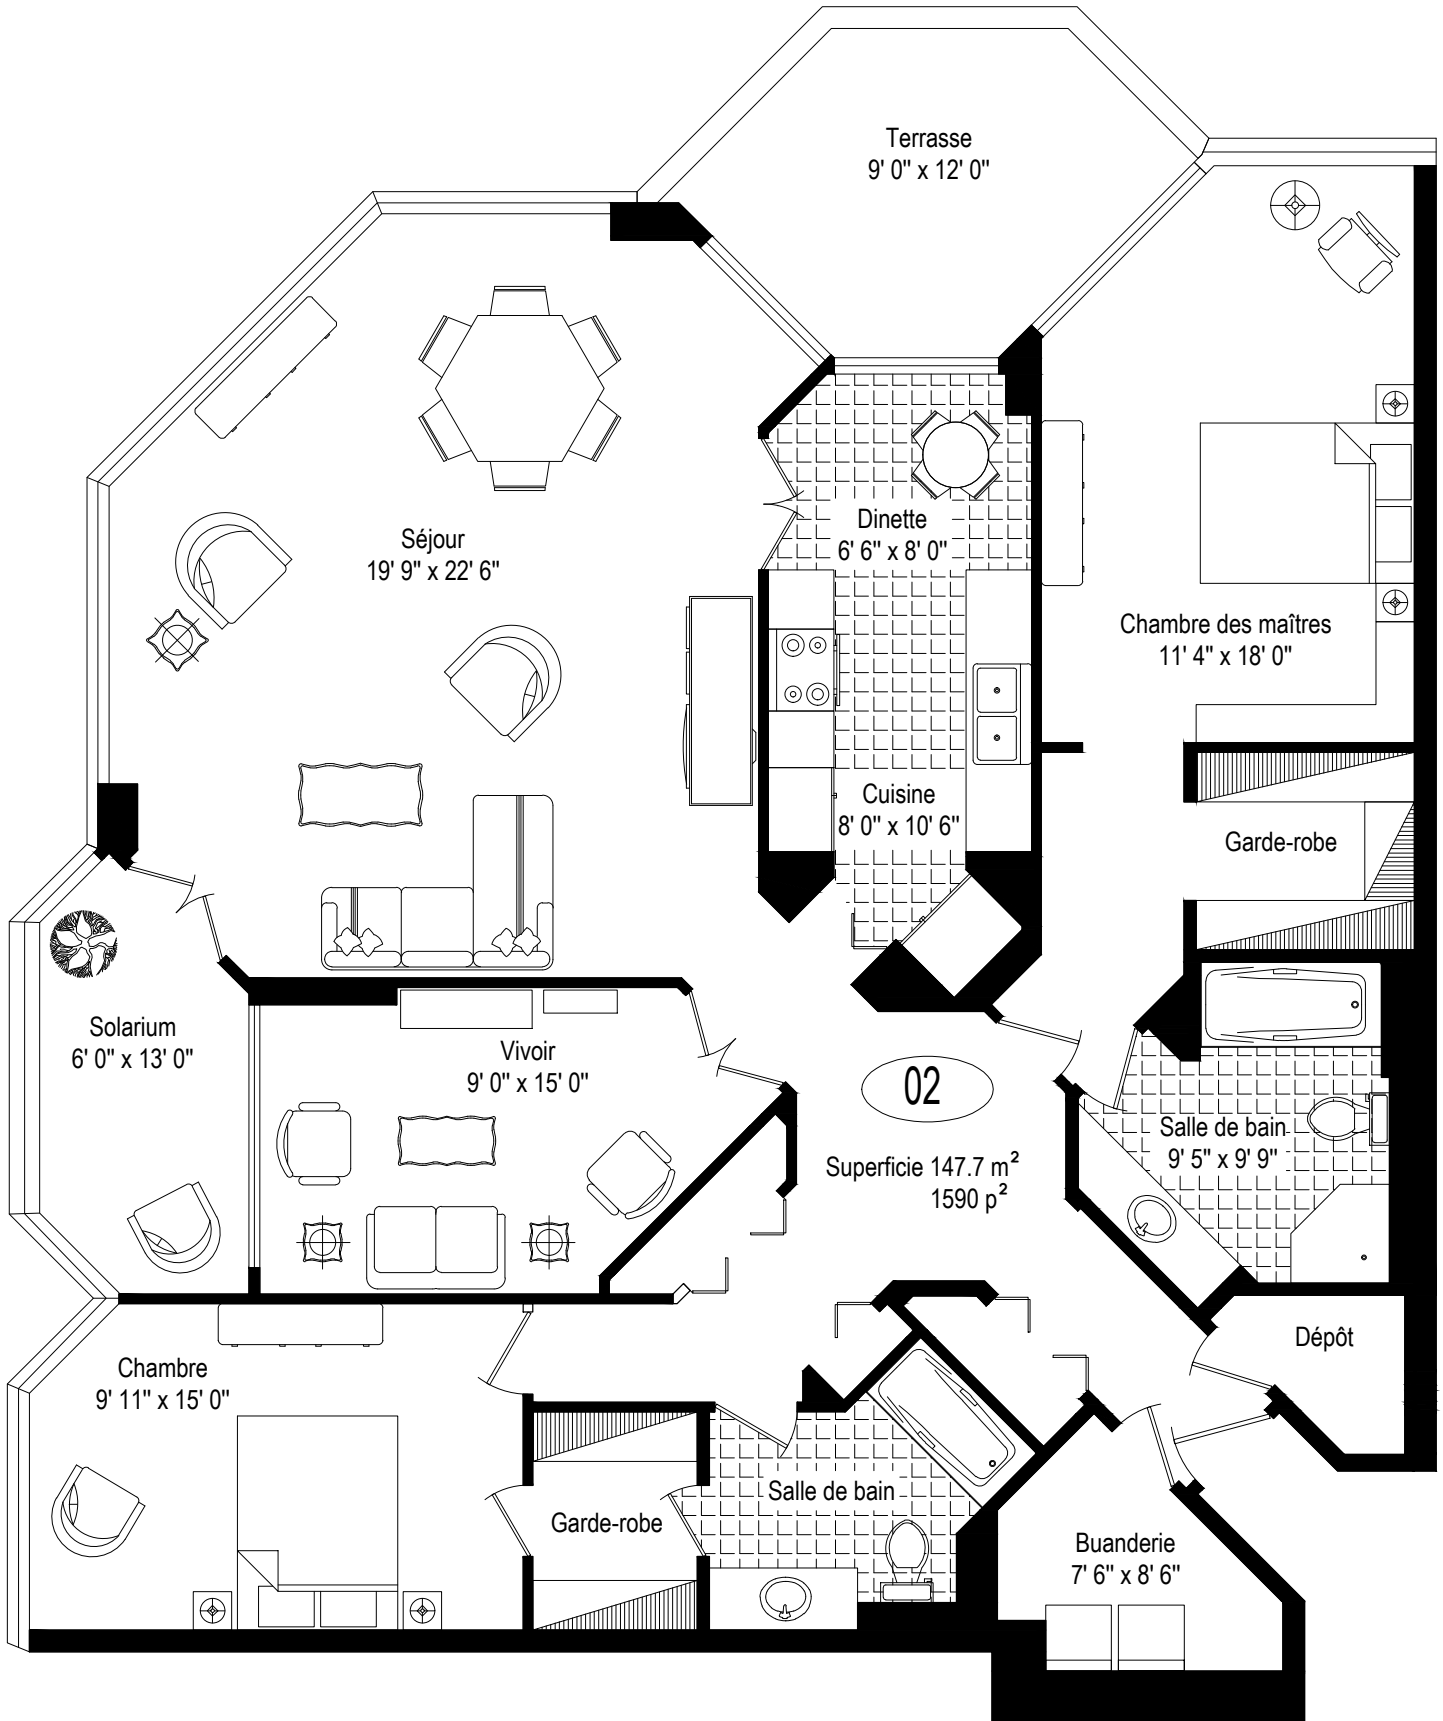 Terrasse
9' 0" x 12' 0"
Séjour
19' 9" x 22' 6"
Dinette
6' 6" x 8' 0"
Chambre des maîtres
11' 4" x 18' 0"
Cuisine
8' 0" x 10' 6"
Garde-robe
Solarium
6' 0" x 13' 0"
Vivoir
9' 0" x 15' 0"
02
Superficie 147.7 m²
1590 p²
Salle de bain
9' 5" x 9' 9"
Dépôt
Chambre
9' 11" x 15' 0"
Garde-robe
Salle de bain
Buanderie
7' 6" x 8' 6"